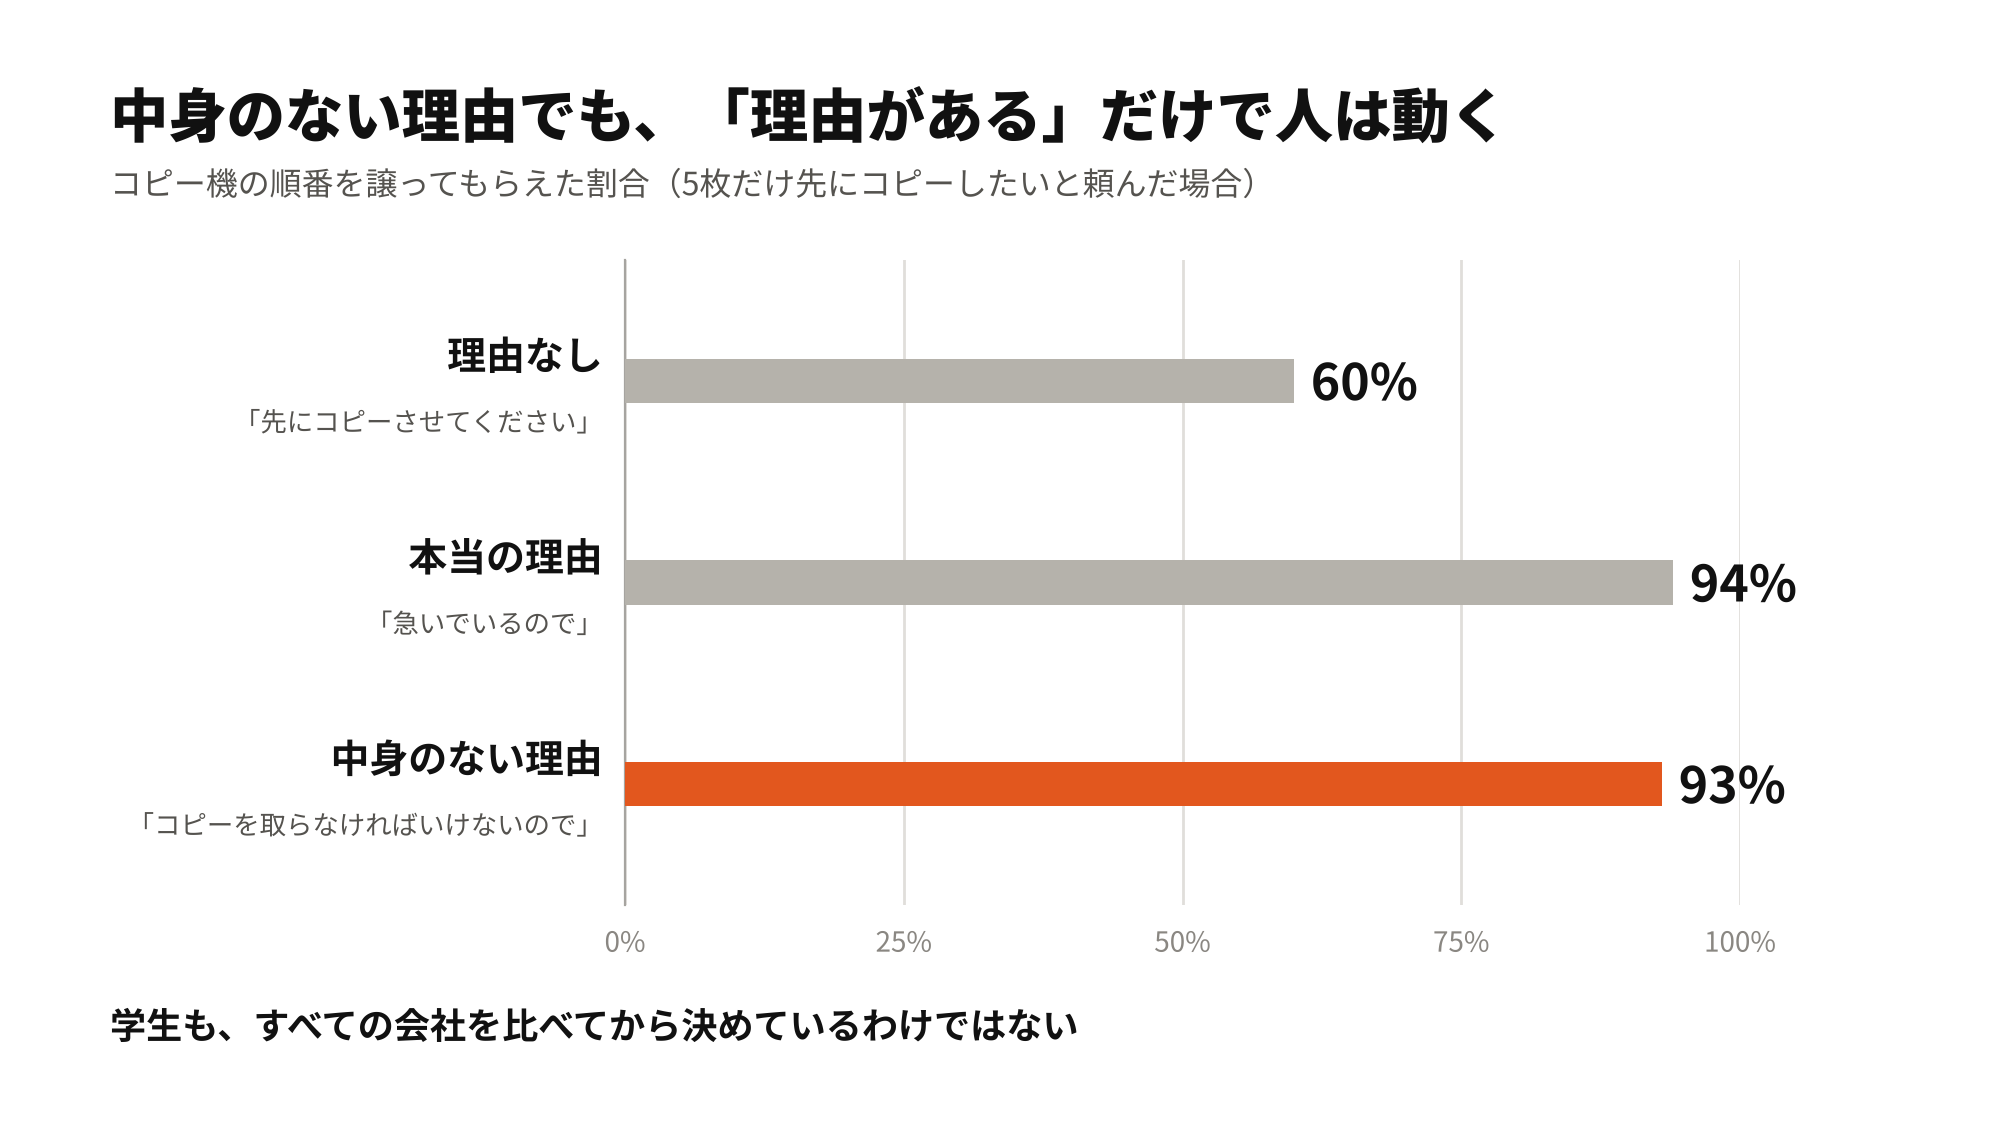 中身のない理由でも、「理由がある」だけで人は動く
コピー機の順番を譲ってもらえた割合（5枚だけ先にコピーしたいと頼んだ場合）
理由なし
「先にコピーさせてください」
60%
本当の理由
「急いでいるので」
94%
中身のない理由
「コピーを取らなければいけないので」
93%
0% 25% 50% 75% 100%
学生も、すべての会社を比べてから決めているわけではない